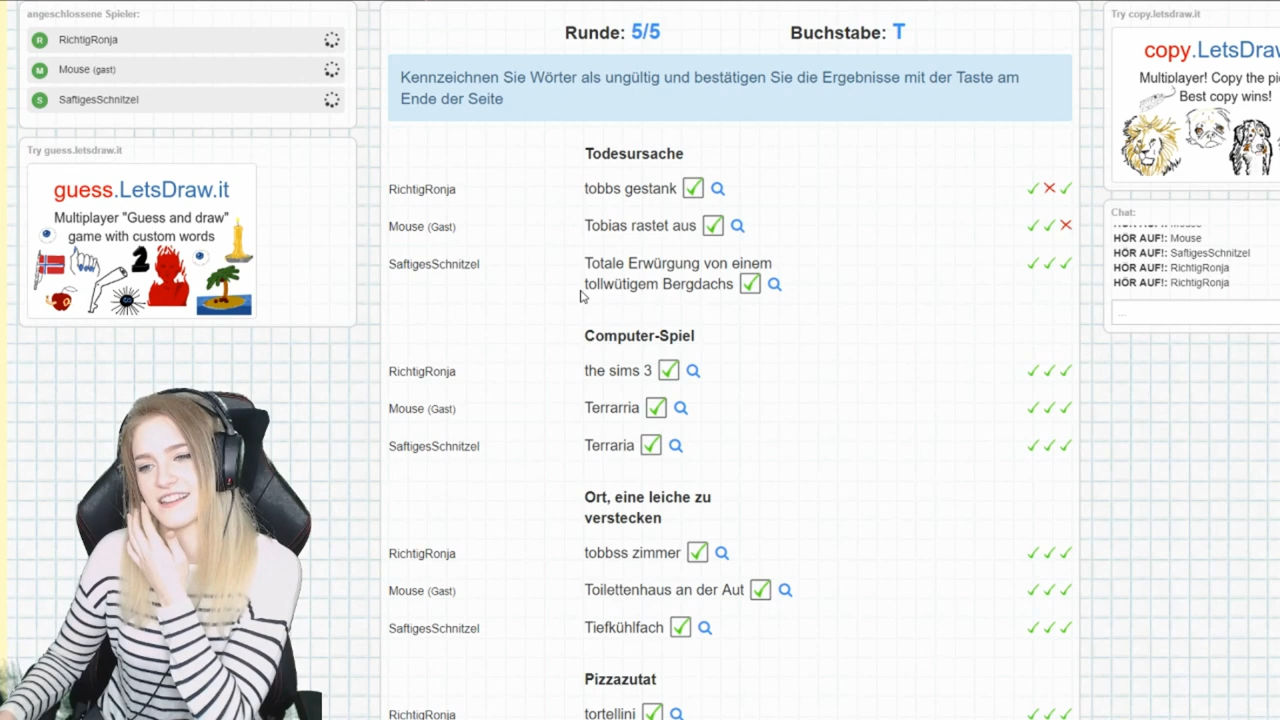 angeschlossene Spieler:
R RichtigRonja
M Mouse (gast)
S SaftigesSchnitzel
Try guess.letsdraw.it
guess.LetsDraw.it
Multiplayer "Guess and draw"
game with custom words
2
Runde: 5/5 Buchstabe: T
Kennzeichnen Sie Wörter als ungültig und bestätigen Sie die Ergebnisse mit der Taste am
Ende der Seite
Todesursache
RichtigRonja tobbs gestank
Mouse (Gast) Tobias rastet aus
SaftigesSchnitzel Totale Erwürgung von einem
tollwütigem Bergdachs
Computer-Spiel
RichtigRonja the sims 3
Mouse (Gast) Terrarria
SaftigesSchnitzel Terraria
Ort, eine leiche zu
verstecken
RichtigRonja tobbss zimmer
Mouse (Gast) Toilettenhaus an der Aut
SaftigesSchnitzel Tiefkühlfach
Pizzazutat
RichtigRonja tortellini
Try copy.letsdraw.it
copy.LetsDraw
Multiplayer! Copy the pic
Best copy wins!
Chat:
HÖR AUF!: Mouse
HÖR AUF!: Mouse
HÖR AUF!: SaftigesSchnitzel
HÖR AUF!: RichtigRonja
HÖR AUF!: RichtigRonja
...